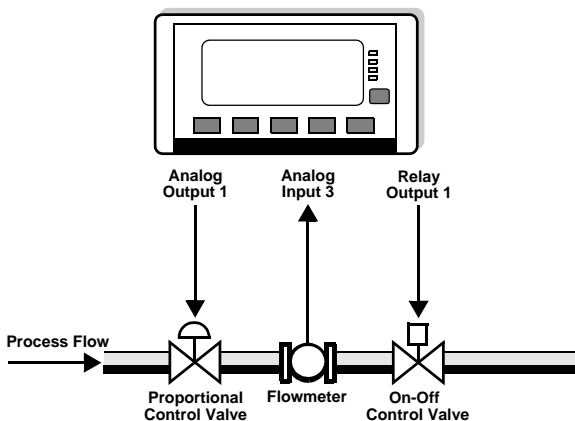 Analog
Output 1
Analog
Input 3
Relay
Output 1
Process Flow
Proportional
Control Valve
Flowmeter
On-Off
Control Valve